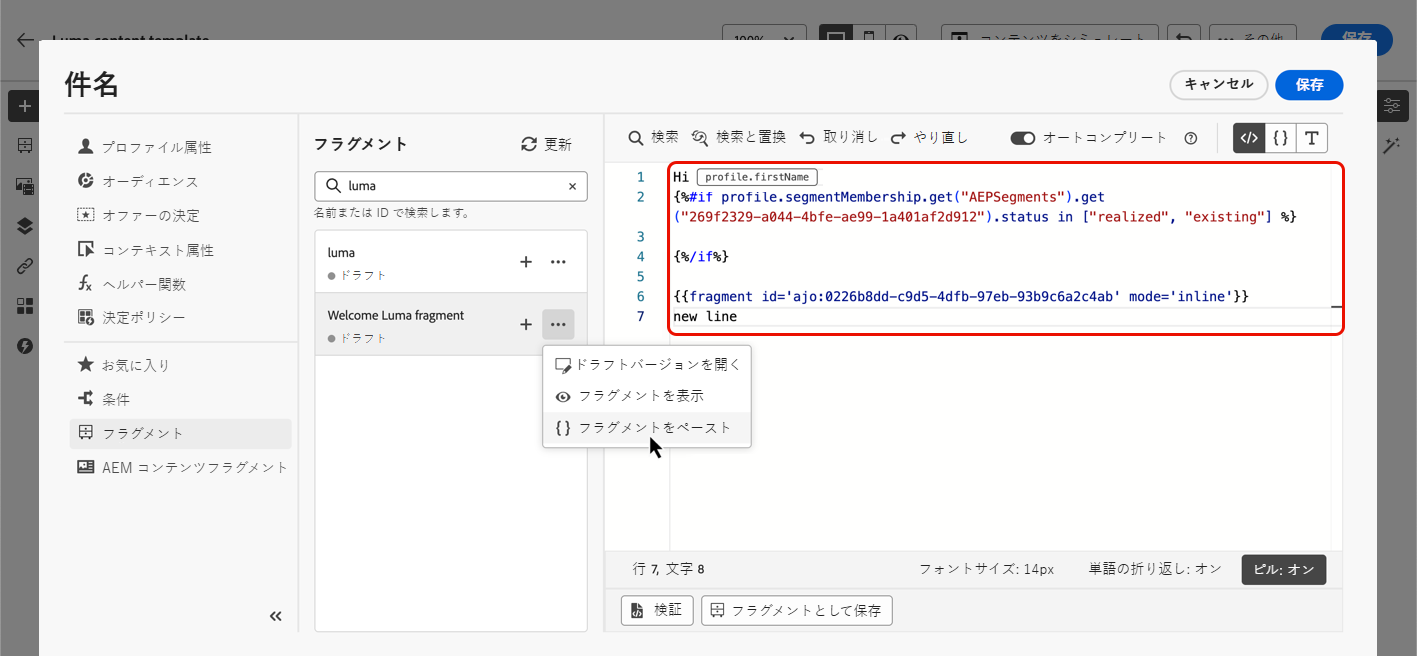 Luma content template
100%
コンテンツをシミュレート
その他
保存
件名
キャンセル
保存
プロファイル属性
オーディエンス
オファーの決定
コンテキスト属性
ヘルパー関数
決定ポリシー
お気に入り
条件
フラグメント
AEM コンテンツフラグメント
フラグメント
更新
luma
名前または ID で検索します。
luma
ドラフト
Welcome Luma fragment
ドラフト
ドラフトバージョンを開く
フラグメントを表示
フラグメントをペースト
検索
検索と置換
取り消し
やり直し
オートコンプリート
1 Hi profile.firstName
2 {%#if profile.segmentMembership.get("AEPSegments").get
("269f2329-a044-4bfe-ae99-1a401af2d912").status in ["realized", "existing"] %}
3
4 {%/if%}
5
6 {{fragment id='ajo:0226b8dd-c9d5-4dfb-97eb-93b9c6a2c4ab' mode='inline'}}
7 new line
行 7, 文字 8
フォントサイズ: 14px
単語の折り返し: オン
ピル: オン
検証
フラグメントとして保存